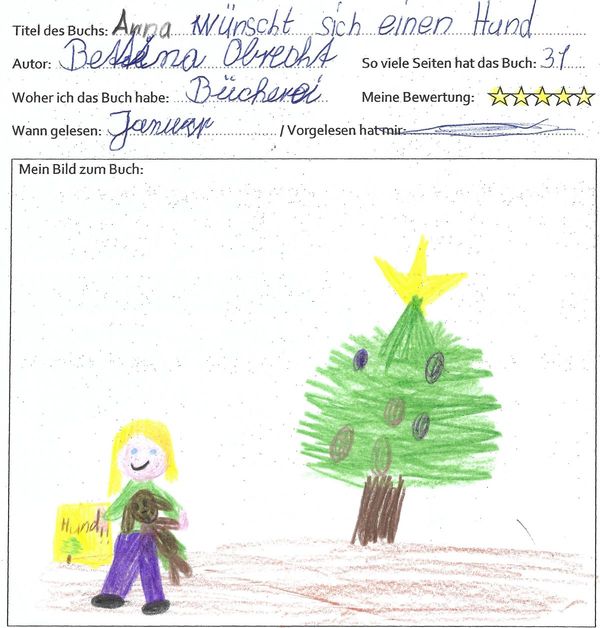 Titel des Buchs: Anna wünscht sich einen Hund
Autor: Bettina Obrecht So viele Seiten hat das Buch: 31
Woher ich das Buch habe: Bücherei Meine Bewertung:
Wann gelesen: Januar / Vorgelesen hat mir:
Mein Bild zum Buch:
Hund!!